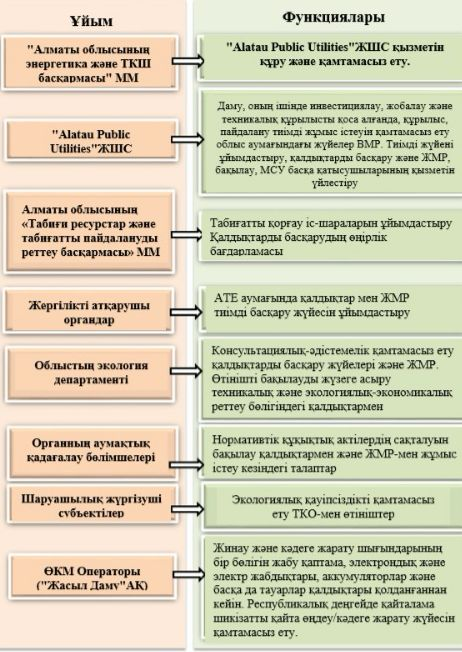 Ұйым
Функциялары
"Алматы облысының
энергетика және ТКШ
басқармасы" ММ
"Alatau Public Utilities"ЖШС қызметін
құру және қамтамасыз ету.
"Alatau Public
Utilities"ЖШС
Даму, оның ішінде инвестициялау, жобалау және
техникалық құрылысты қоса алғанда, құрылыс,
пайдалану тиімді жұмыс істеуін қамтамасыз ету
облыс аумағындағы жүйелер ВМР. Тиімді жүйені
ұйымдастыру, қалдықтарды басқару және ЖМР,
бақылау, МСУ басқа қатысушыларының қызметін
үйлестіру
Алматы облысының
«Табиғи ресурстар және
табиғатты пайдалануды
реттеу басқармасы» ММ
Табиғатты қорғау іс-шараларын ұйымдастыру
Қалдықтарды басқарудың өңірлік
бағдарламасы
Жергілікті атқарушы
органдар
АТЕ аумағында қалдықтар мен ЖМР
тиімді басқару жүйесін ұйымдастыру
Облыстың экология
департаменті
Консультациялық-әдістемелік қамтамасыз ету
қалдықтарды басқару жүйелері және ЖМР.
Өтінішті бақылауды жүзеге асыру
техникалық және экологиялық-экономикалық
реттеу бөлігіндегі қалдықтармен
Органның аумақтық
қадағалау бөлімшелері
Нормативтік құқықтық актілердің сақталуын
бақылау қалдықтармен және ЖМР-мен жұмыс
істеу кезіндегі талаптар
Шаруашылық жүргізуші
субъектілер
Экологиялық қауіпсіздікті қамтамасыз
ету ТКО-мен өтініштер
ӨКМ Операторы
("Жасыл Даму"АҚ)
Жинау және кәдеге жарату шығындарының
бір бөлігін жабу қаптама, электрондық және
электр жабдықтары, аккумуляторлар және
басқа да тауарлар қалдықтары қолданғаннан
кейін. Республикалық деңгейде қайталама
шикізатты қайта өңдеу/кәдеге жарату жүйесін
қамтамасыз ету.